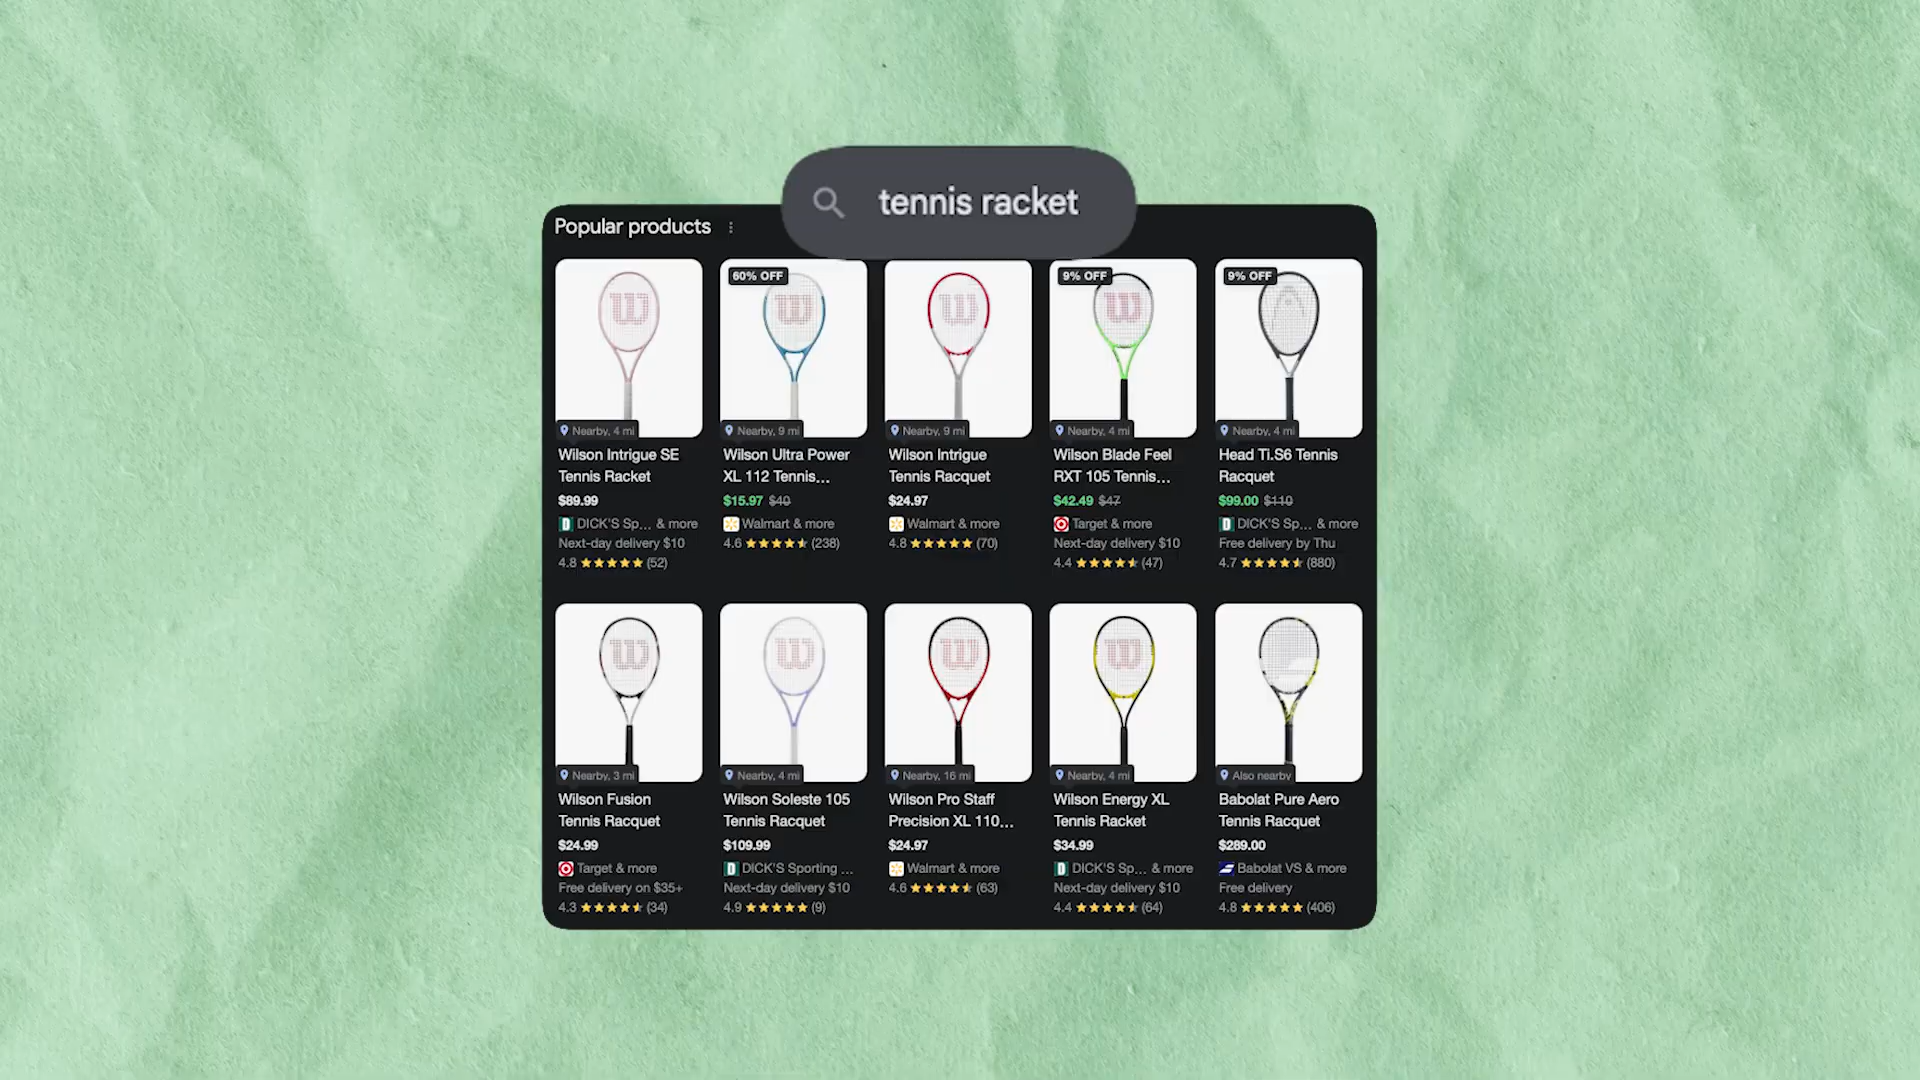 tennis racket
Popular products
60% OFF
9% OFF
9% OFF
Nearby, 4 mi
Nearby, 9 mi
Nearby, 9 mi
Nearby, 4 mi
Nearby, 4 mi
Wilson Intrigue SE
Tennis Racket
$89.99
DICK'S Sp... & more
Next-day delivery $10
4.8 (52)
Wilson Ultra Power
XL 112 Tennis...
$15.97 $40
Walmart & more
4.6 (238)
Wilson Intrigue
Tennis Racquet
$24.97
Walmart & more
4.8 (70)
Wilson Blade Feel
RXT 105 Tennis...
$42.49 $47
Target & more
Next-day delivery $10
4.4 (47)
Head Ti.S6 Tennis
Racquet
$99.00 $110
DICK'S Sp... & more
Free delivery by Thu
4.7 (880)
Nearby, 3 mi
Nearby, 4 mi
Nearby, 16 mi
Nearby, 4 mi
Also nearby
Wilson Fusion
Tennis Racquet
$24.99
Target & more
Free delivery on $35+
4.3 (34)
Wilson Soleste 105
Tennis Racquet
$109.99
DICK'S Sporting ...
Next-day delivery $10
4.9 (9)
Wilson Pro Staff
Precision XL 110...
$24.97
Walmart & more
4.6 (63)
Wilson Energy XL
Tennis Racket
$34.99
DICK'S Sp... & more
Next-day delivery $10
4.4 (64)
Babolat Pure Aero
Tennis Racquet
$289.00
Babolat VS & more
Free delivery
4.8 (406)